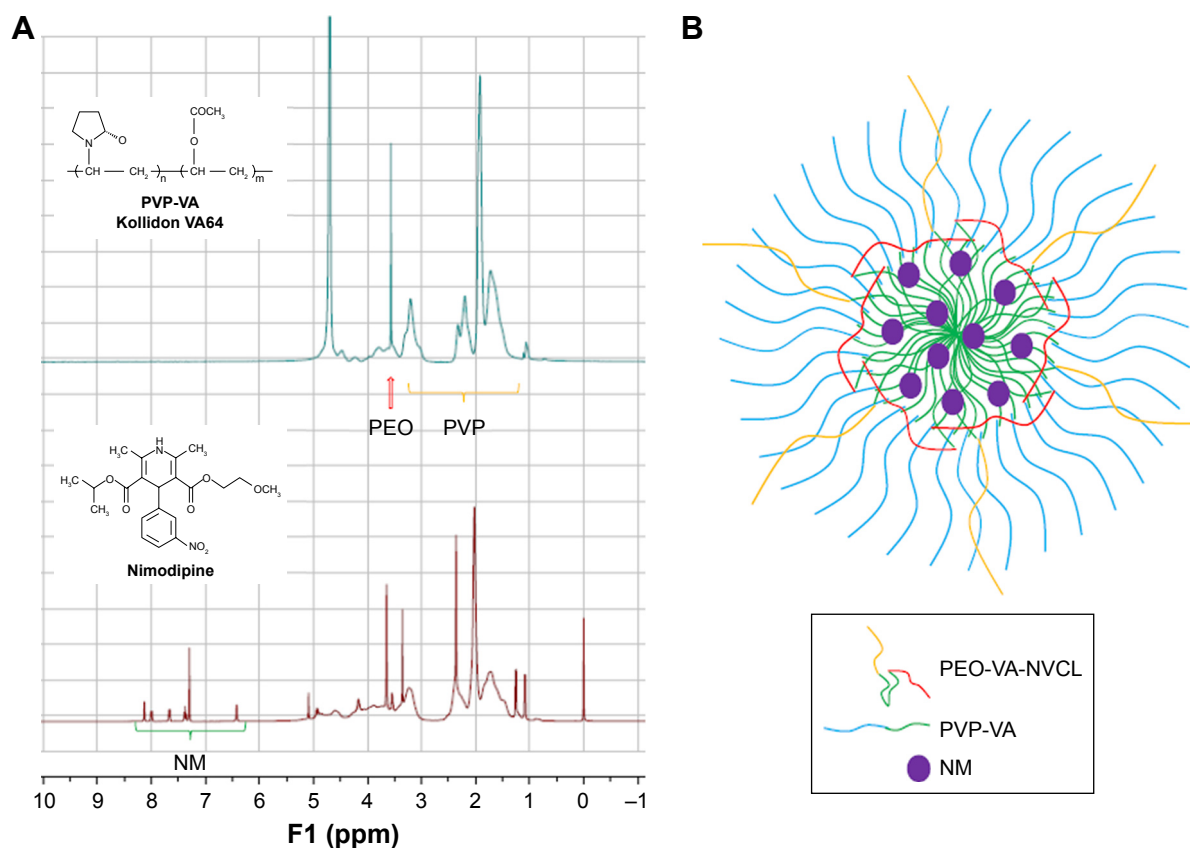 A
B
COCH₃
O
N
O
CH
CH₂
n
CH
CH₂
m
PVP-VA
Kollidon VA64
PEO
PVP
H
H₃C
N
CH₃
H₃C
O
O
OCH₃
CH₃
O
O
NO₂
Nimodipine
NM
10 9 8 7 6 5 4 3 2 1 0 –1
F1 (ppm)
PEO-VA-NVCL
PVP-VA
NM